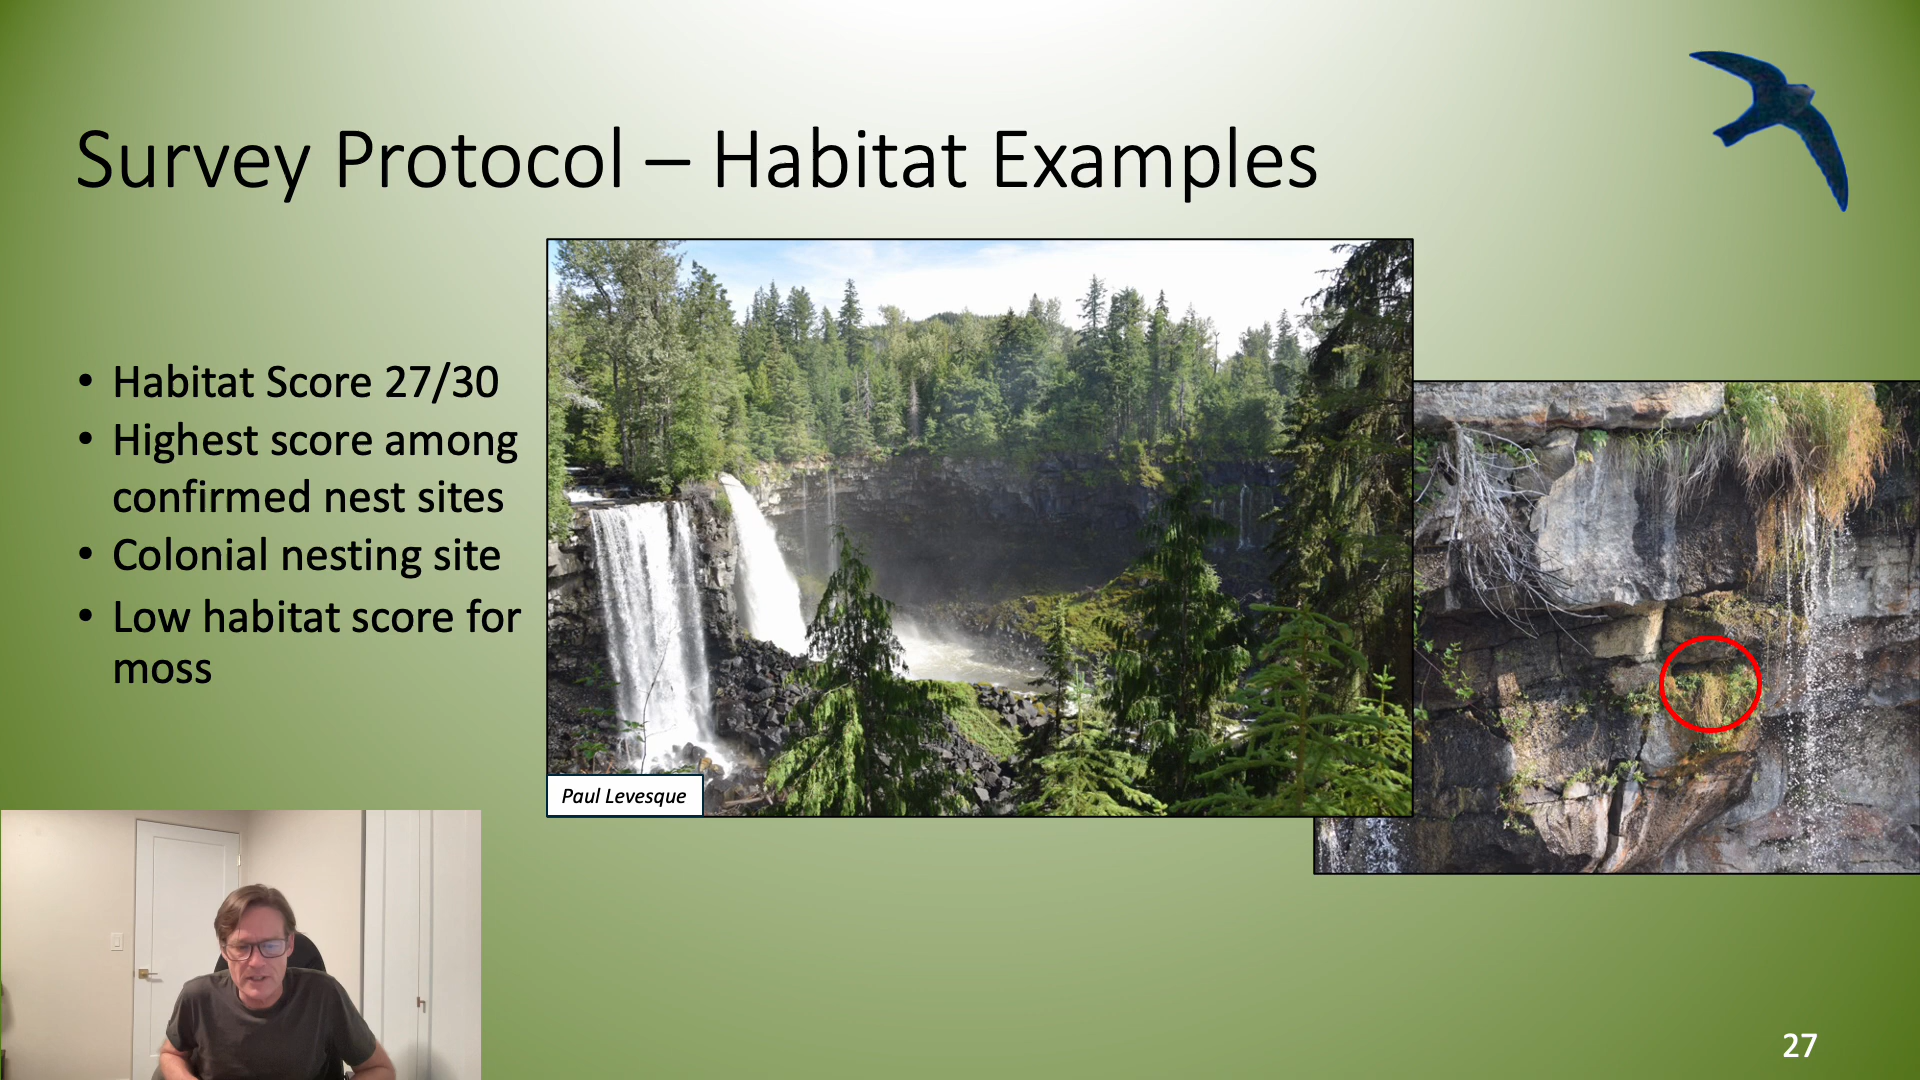 Survey Protocol – Habitat Examples
• Habitat Score 27/30
• Highest score among
confirmed nest sites
• Colonial nesting site
• Low habitat score for
moss
Paul Levesque
27